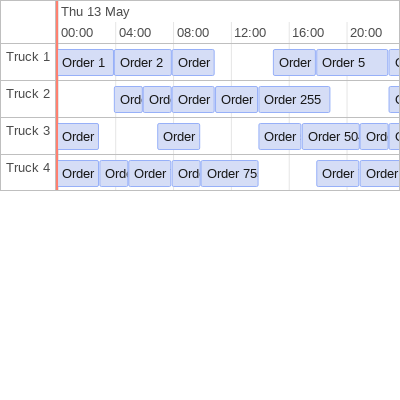 Thu 13 May
00:00 04:00 08:00 12:00 16:00 20:00
Truck 1 Order 1 Order 2 Order Order Order 5
Truck 2 Ord Ord Order Order Order 255
Truck 3 Order Order Order Order 50 Ord
Truck 4 Order Ord Order Ord Order 75 Order Order